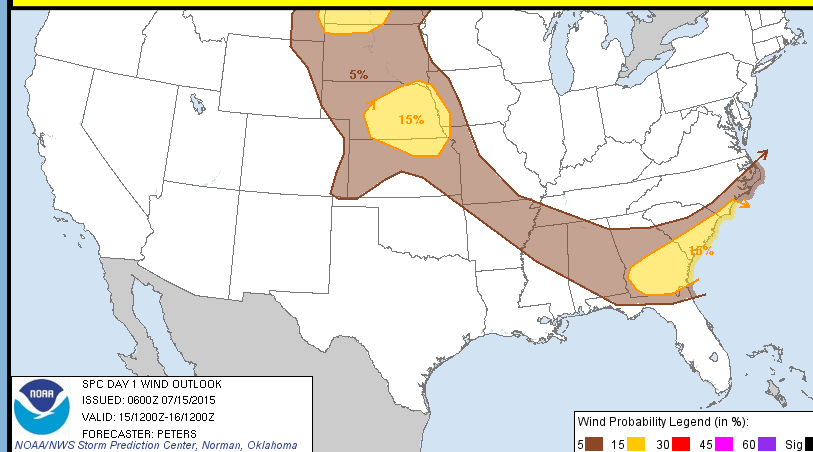 5%
15%
15%
NOAA
SPC DAY 1 WIND OUTLOOK
ISSUED: 0600Z 07/15/2015
VALID: 15/1200Z-16/1200Z
FORECASTER: PETERS
NOAA/NWS Storm Prediction Center, Norman, Oklahoma
Wind Probability Legend (in %):
5 15 30 45 60 Sig